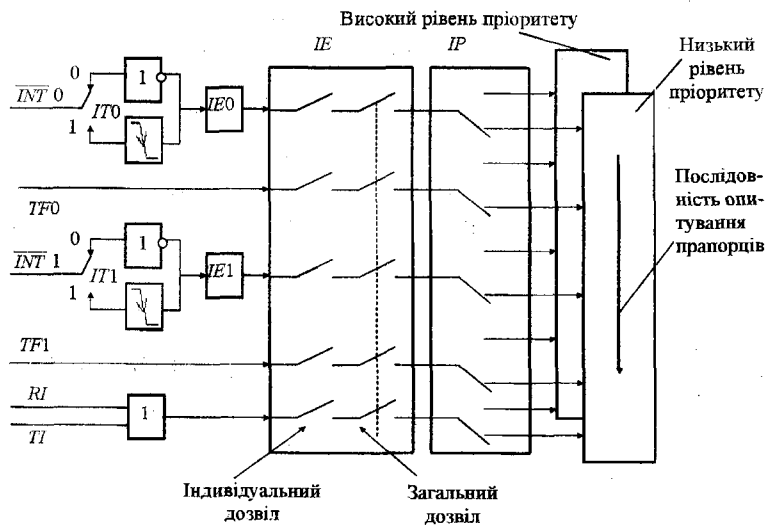 Високий рівень пріоритету
IE
IP
Низький
рівень
пріоритету
0
1
INT 0
IT0
IE0
1
TF0
Послідов-
ність опи-
тування
прапорців
0
1
INT 1
IT1
IE1
1
TF1
RI
1
TI
Індивідуальний
дозвіл
Загальний
дозвіл